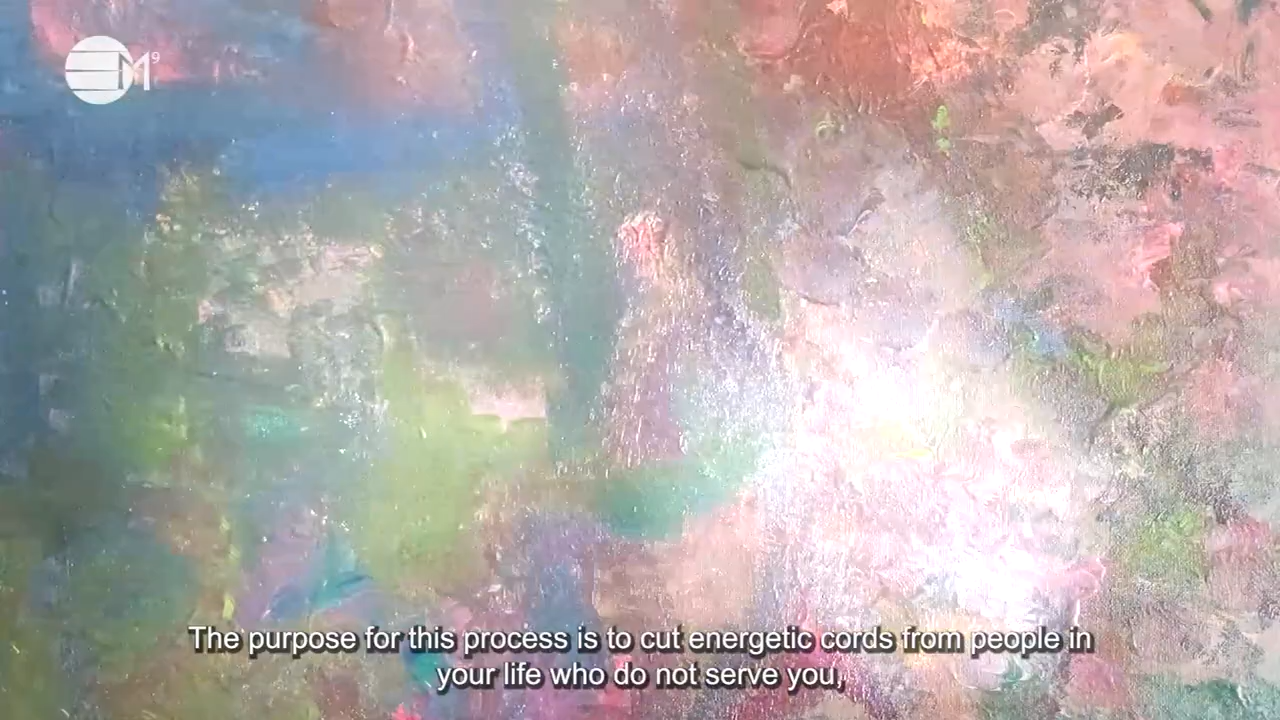 M⁹
The purpose for this process is to cut energetic cords from people in
your life who do not serve you,